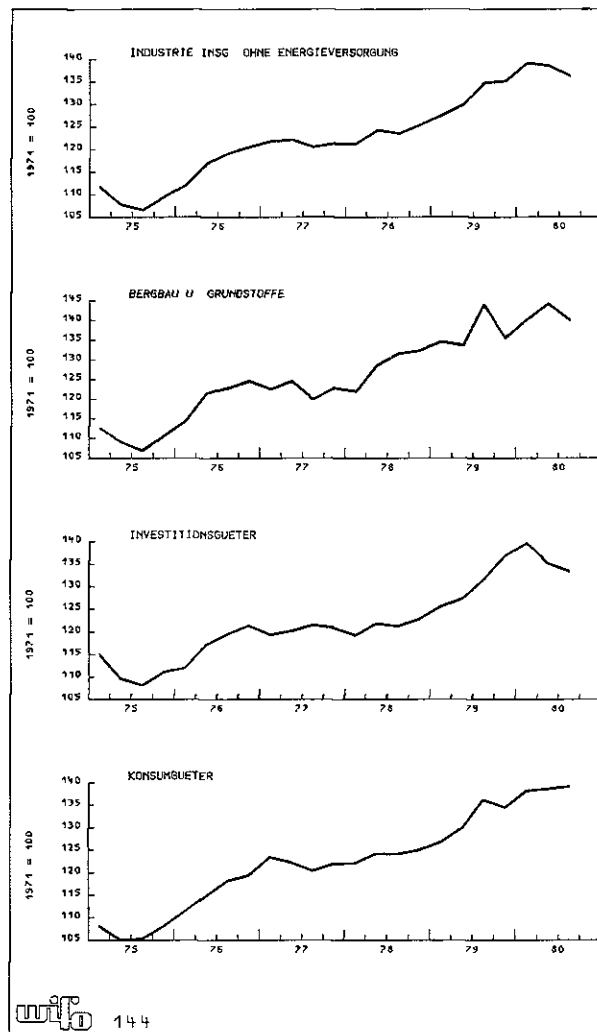 INDUSTRIE INSG OHNE ENERGIEVERSORGUNG
1971 = 100
140
135
130
125
120
115
110
105
75 76 77 78 79 80
BERGBAU U GRUNDSTOFFE
1971 = 100
145
140
135
130
125
120
115
110
105
75 76 77 78 79 80
INVESTITIONSGUETER
1971 = 100
140
135
130
125
120
115
110
105
75 76 77 78 79 80
KONSUMGUETER
1971 = 100
140
135
130
125
120
115
110
105
75 76 77 78 79 80
wifo 144